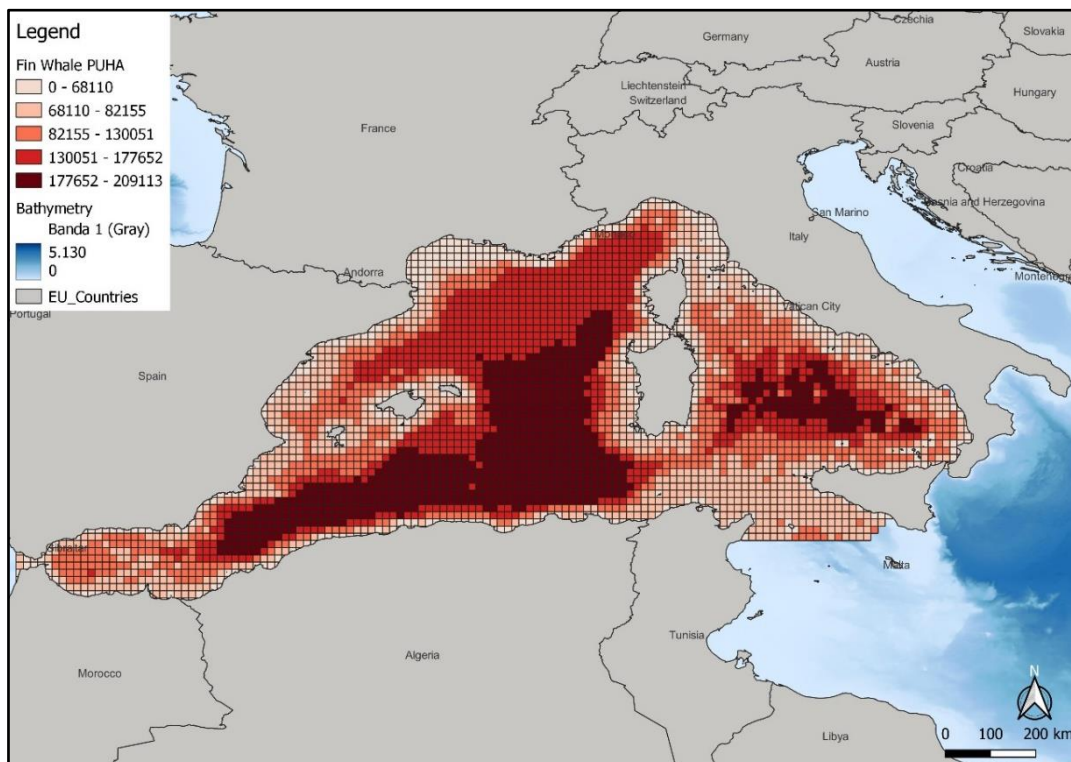 Legend
Fin Whale PUHA
0 - 68110
68110 - 82155
82155 - 130051
130051 - 177652
177652 - 209113
Bathymetry
Banda 1 (Gray)
5.130
0
EU_Countries
Czechia
Germany
Slovakia
Austria
Liechtenstein
Hungary
Switzerland
France
Slovenia
Croatia
Bosnia and Herzegovina
San Marino
Monaco
Italy
Andorra
Montenegro
Vatican City
Portugal
Spain
Gibraltar
Malta
Tunisia
Algeria
Morocco
Libya
N
0 100 200 km